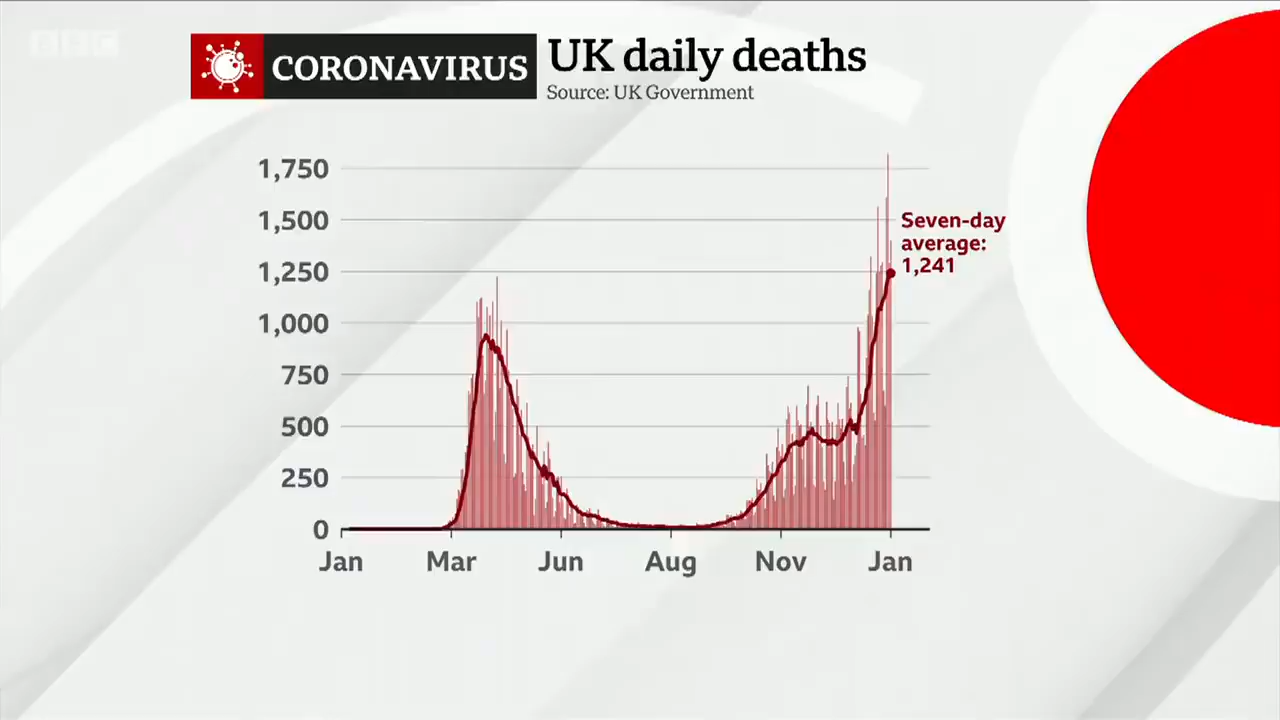 BBC
CORONAVIRUS
UK daily deaths
Source: UK Government
1,750
1,500
1,250
1,000
750
500
250
0
Seven-day
average:
1,241
Jan Mar Jun Aug Nov Jan